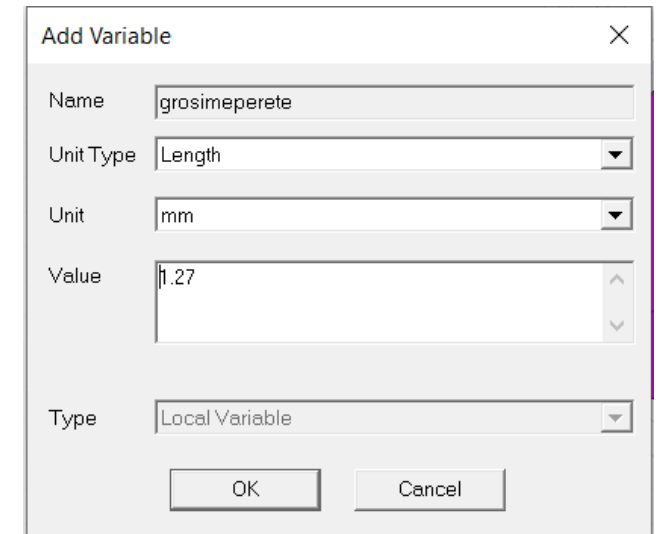 Add Variable
Name grosimeperete
Unit Type Length
Unit mm
Value 1.27
Type Local Variable
OK Cancel